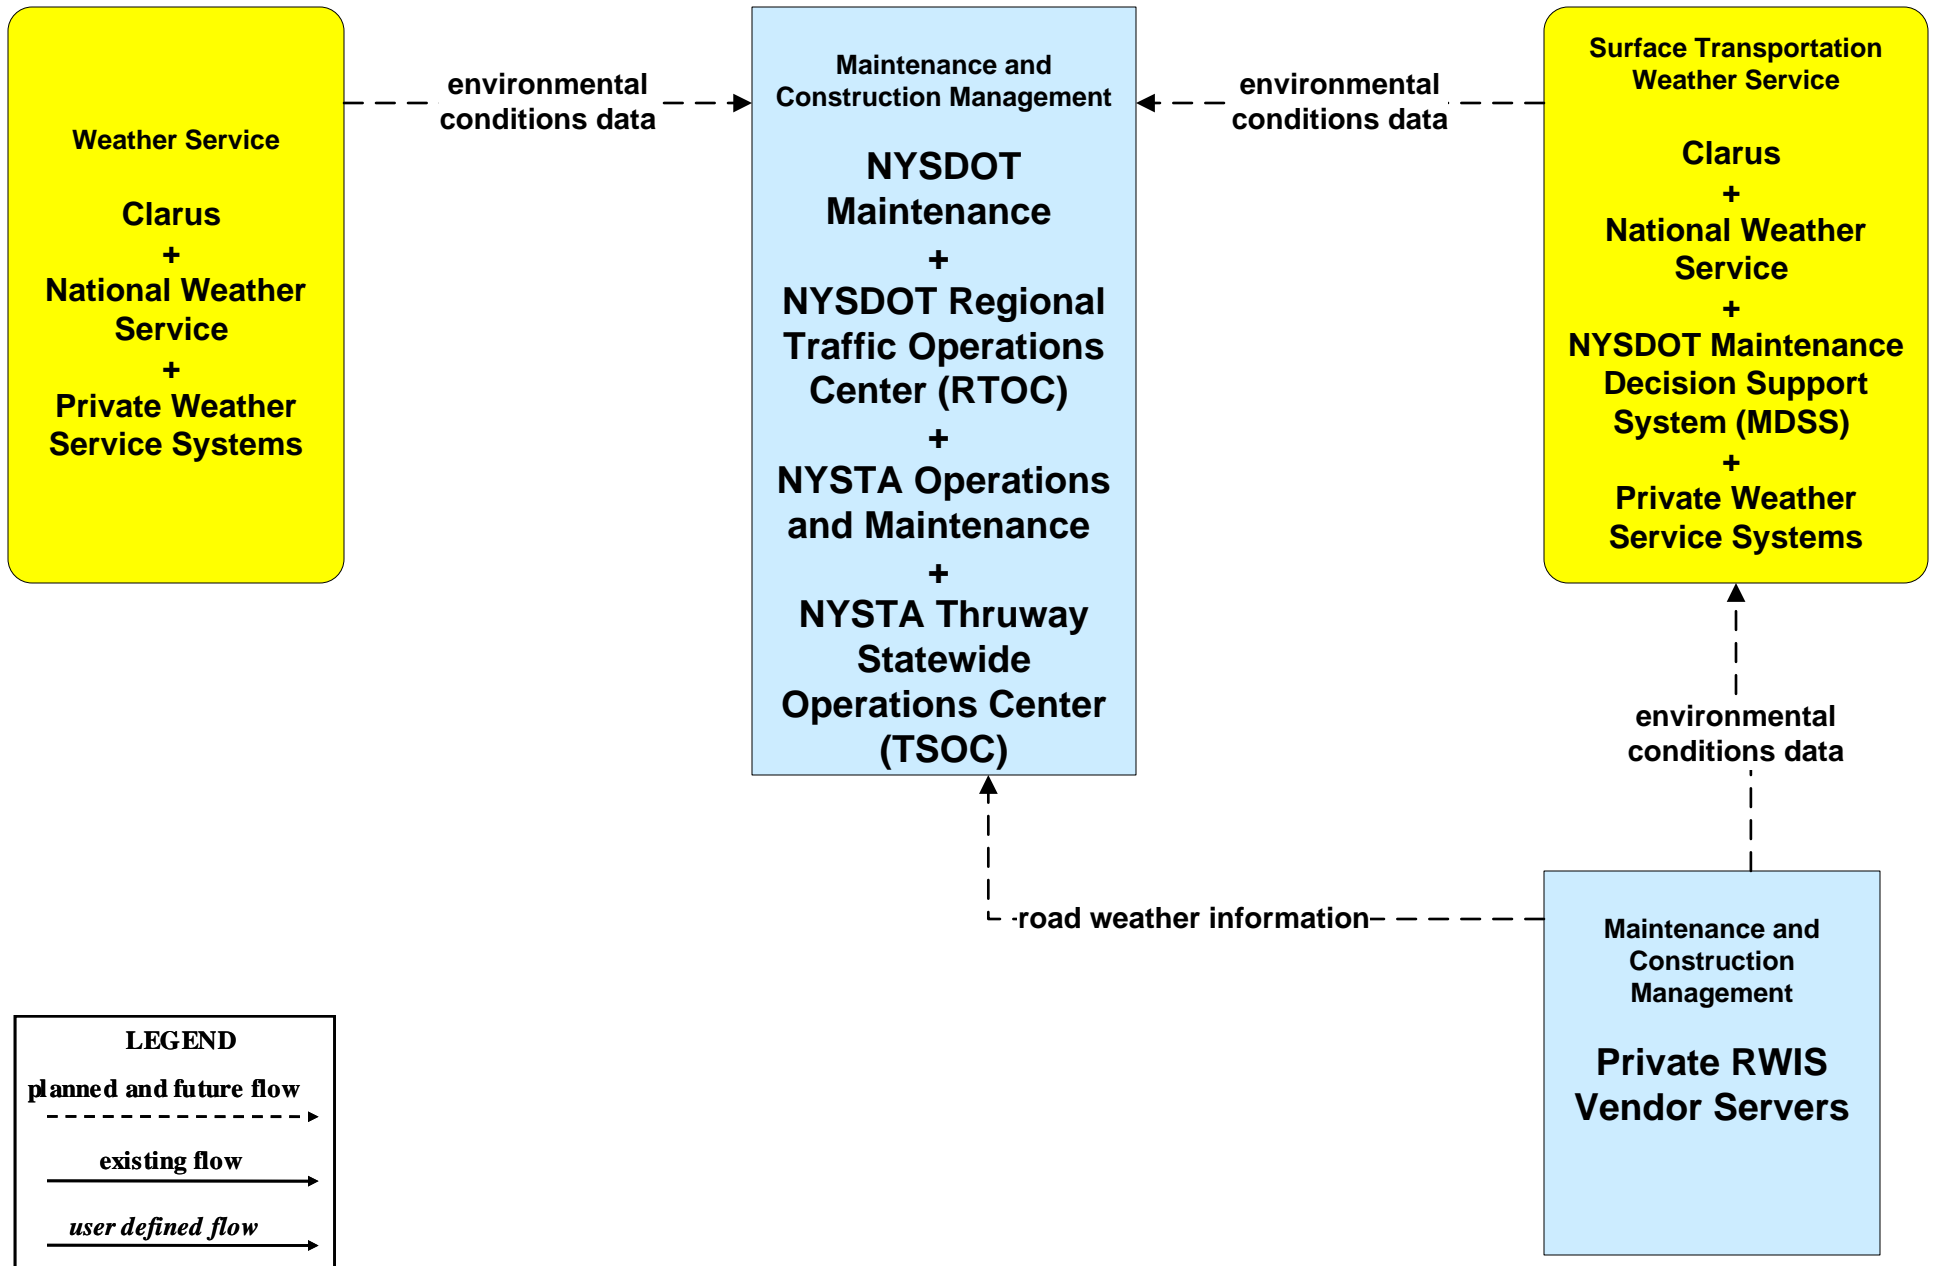 Weather Service
Clarus
+
National Weather
Service
+
Private Weather
Service Systems
environmental
conditions data
Maintenance and
Construction Management
NYSDOT
Maintenance
+
NYSDOT Regional
Traffic Operations
Center (RTOC)
+
NYSTA Operations
and Maintenance
+
NYSTA Thruway
Statewide
Operations Center
(TSOC)
environmental
conditions data
Surface Transportation
Weather Service
Clarus
+
National Weather
Service
+
NYSDOT Maintenance
Decision Support
System (MDSS)
+
Private Weather
Service Systems
environmental
conditions data
road weather information
Maintenance and
Construction
Management
Private RWIS
Vendor Servers
LEGEND
planned and future flow
existing flow
user defined flow